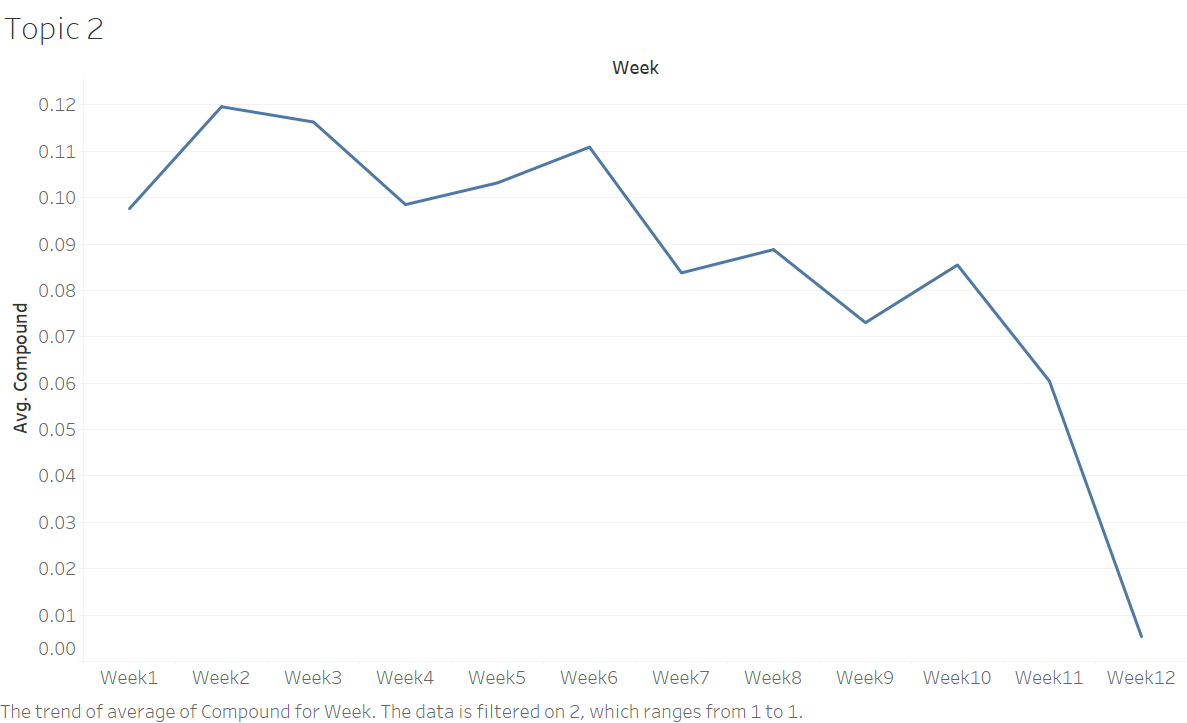 Topic 2
Week
0.12
0.11
0.10
0.09
0.08
0.07
0.06
0.05
0.04
0.03
0.02
0.01
0.00
Avg. Compound
Week1 Week2 Week3 Week4 Week5 Week6 Week7 Week8 Week9 Week10 Week11 Week12
The trend of average of Compound for Week. The data is filtered on 2, which ranges from 1 to 1.